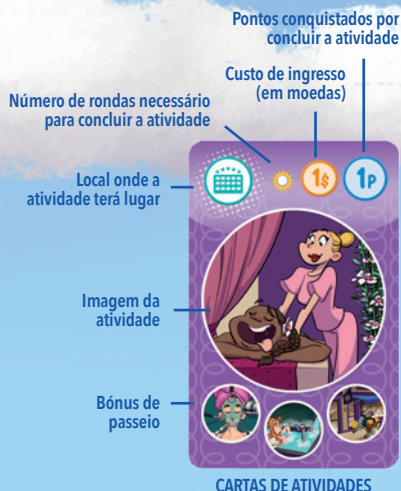 Pontos conquistados por
concluir a atividade
Custo de ingresso
(em moedas)
Número de rondas necessário
para concluir a atividade
1$
1P
Local onde a
atividade terá lugar
Imagem da
atividade
Bónus de
passeio
CARTAS DE ATIVIDADES